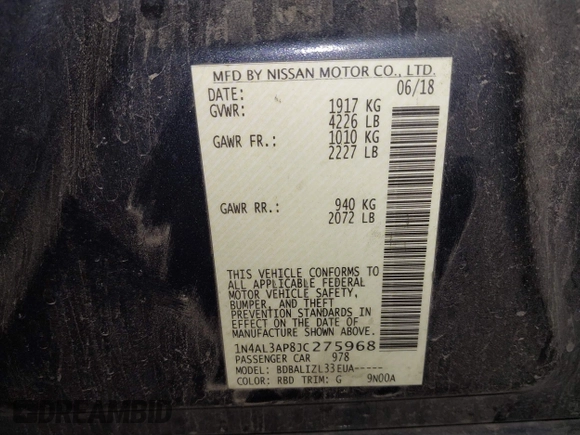 MFD BY NISSAN MOTOR CO., LTD.
DATE: 06/18
GVWR: 1917 KG
4226 LB
GAWR FR.: 1010 KG
2227 LB
GAWR RR.: 940 KG
2072 LB
THIS VEHICLE CONFORMS TO
ALL APPLICABLE FEDERAL
MOTOR VEHICLE SAFETY,
BUMPER, AND THEFT
PREVENTION STANDARDS
IN EFFECT ON THE DATE OF
MANUFACTURE SHOWN ABOVE.
1N4AL3AP8JC275968
PASSENGER CAR 978
MODEL: BDBALIZL33EUA-----
COLOR: RBD TRIM: G 9N00A
DREAMBID